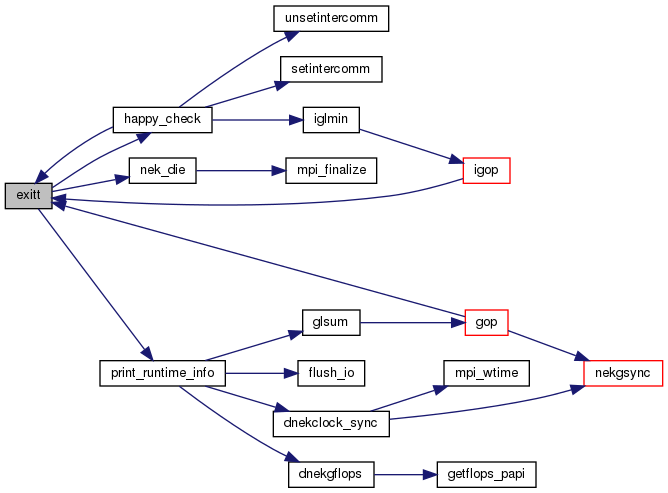 unsetintercomm
setintercomm
happy_check
iglmin
nek_die
mpi_finalize
igop
exitt
glsum
gop
print_runtime_info
flush_io
mpi_wtime
nekgsync
dnekclock_sync
dnekgflops
getflops_papi